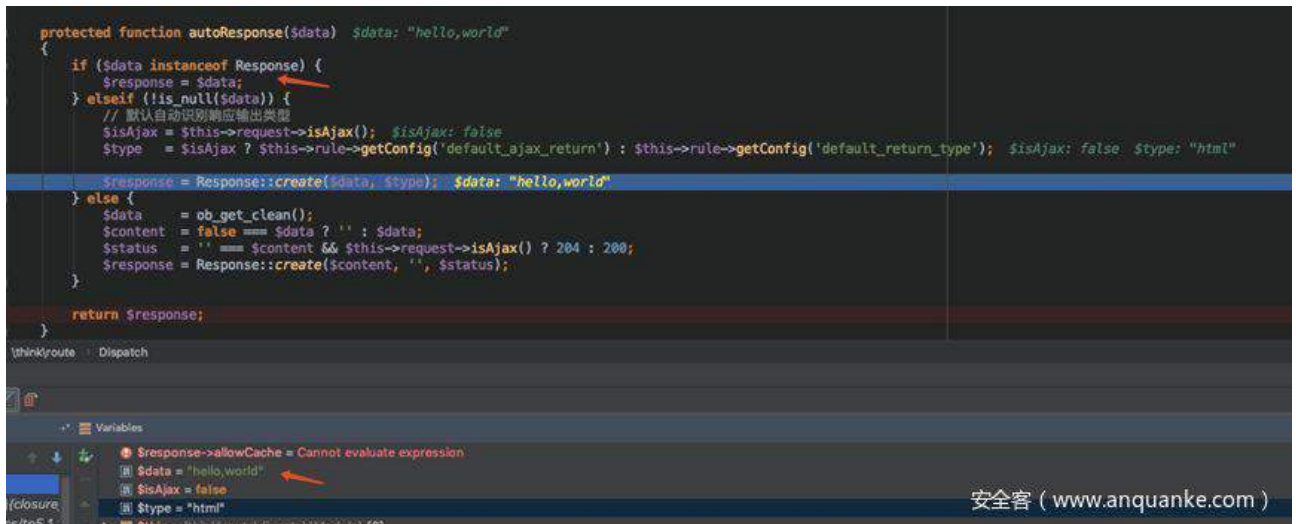 protected function autoResponse($data)  $data: "hello,world"
{
if ($data instanceof Response) {
$response = $data;
} elseif (!is_null($data)) {
// 默认自动识别响应输出类型
$isAjax = $this->request->isAjax();  $isAjax: false
$type   = $isAjax ? $this->rule->getConfig('default_ajax_return') : $this->rule->getConfig('default_return_type');  $isAjax: false  $type: "html"
$response = Response::create($data, $type);  $data: "hello,world"
} else {
$data     = ob_get_clean();
$content  = false === $data ? '' : $data;
$status   = '' === $content && $this->request->isAjax() ? 204 : 200;
$response = Response::create($content, '', $status);
}
return $response;
}
\think\route  Dispatch
Variables
$response->allowCache = Cannot evaluate expression
$data = "hello,world"
$isAjax = false
{closure
$type = "html"
安全客（www.anquanke.com）